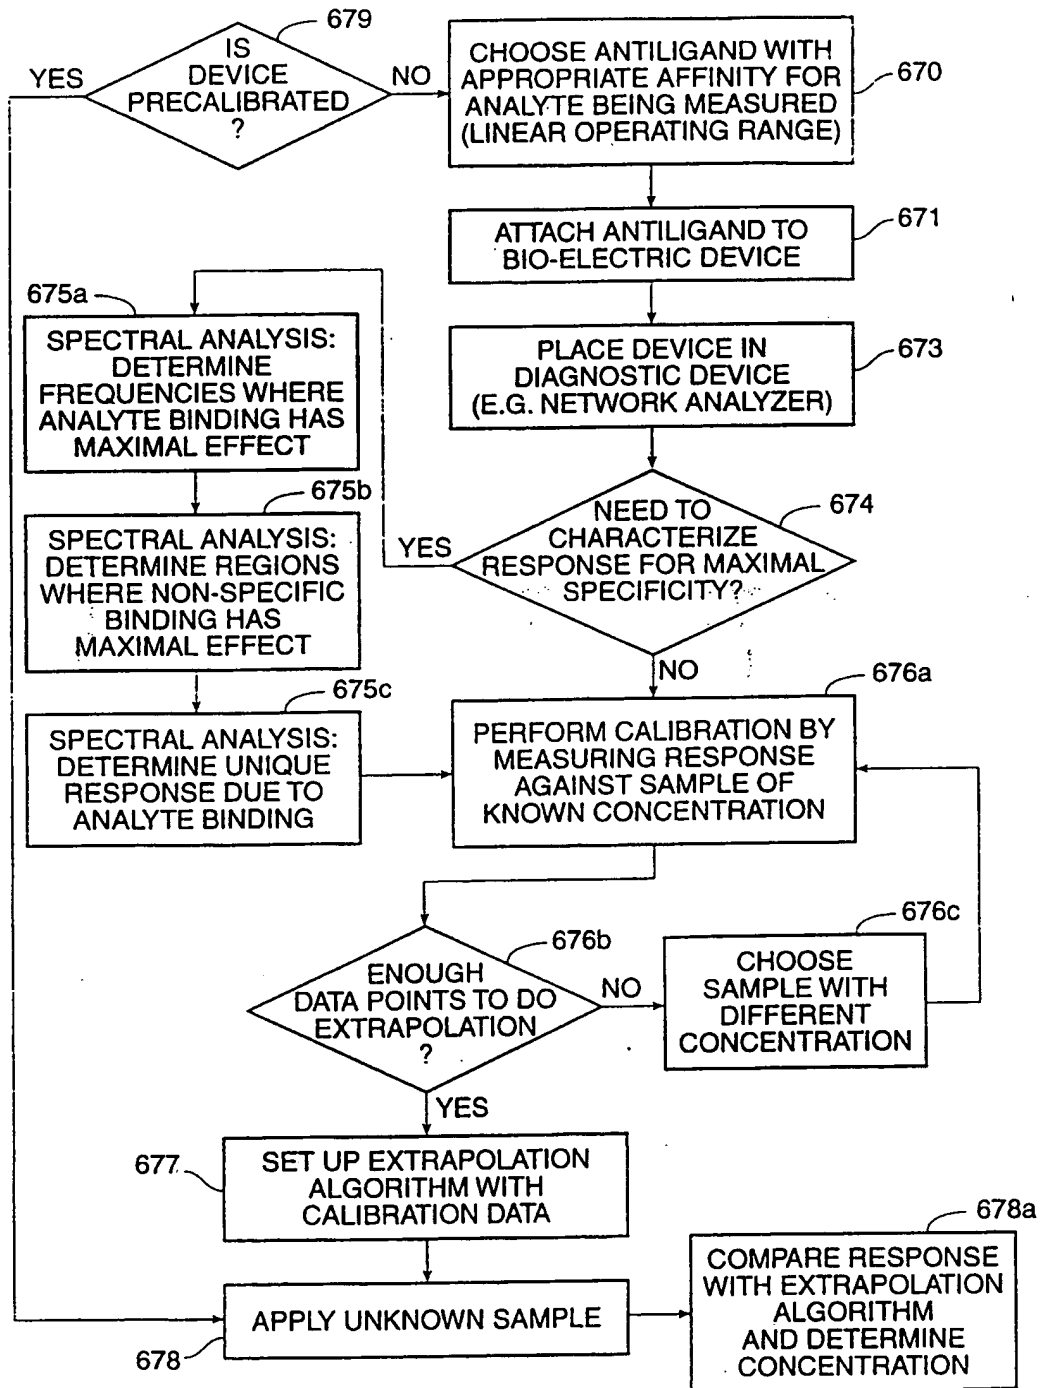 679
IS
DEVICE
PRECALIBRATED
?
YES
NO
CHOOSE ANTILIGAND WITH
APPROPRIATE AFFINITY FOR
ANALYTE BEING MEASURED
(LINEAR OPERATING RANGE)
670
ATTACH ANTILIGAND TO
BIO-ELECTRIC DEVICE
671
PLACE DEVICE IN
DIAGNOSTIC DEVICE
(E.G. NETWORK ANALYZER)
673
NEED TO
CHARACTERIZE
RESPONSE FOR MAXIMAL
SPECIFICITY?
674
YES
NO
675a
SPECTRAL ANALYSIS:
DETERMINE
FREQUENCIES WHERE
ANALYTE BINDING HAS
MAXIMAL EFFECT
675b
SPECTRAL ANALYSIS:
DETERMINE REGIONS
WHERE NON-SPECIFIC
BINDING HAS
MAXIMAL EFFECT
675c
SPECTRAL ANALYSIS:
DETERMINE UNIQUE
RESPONSE DUE TO
ANALYTE BINDING
676a
PERFORM CALIBRATION BY
MEASURING RESPONSE
AGAINST SAMPLE OF
KNOWN CONCENTRATION
676b
ENOUGH
DATA POINTS TO DO
EXTRAPOLATION
?
NO
YES
676c
CHOOSE
SAMPLE WITH
DIFFERENT
CONCENTRATION
677
SET UP EXTRAPOLATION
ALGORITHM WITH
CALIBRATION DATA
APPLY UNKNOWN SAMPLE
678
678a
COMPARE RESPONSE
WITH EXTRAPOLATION
ALGORITHM
AND DETERMINE
CONCENTRATION